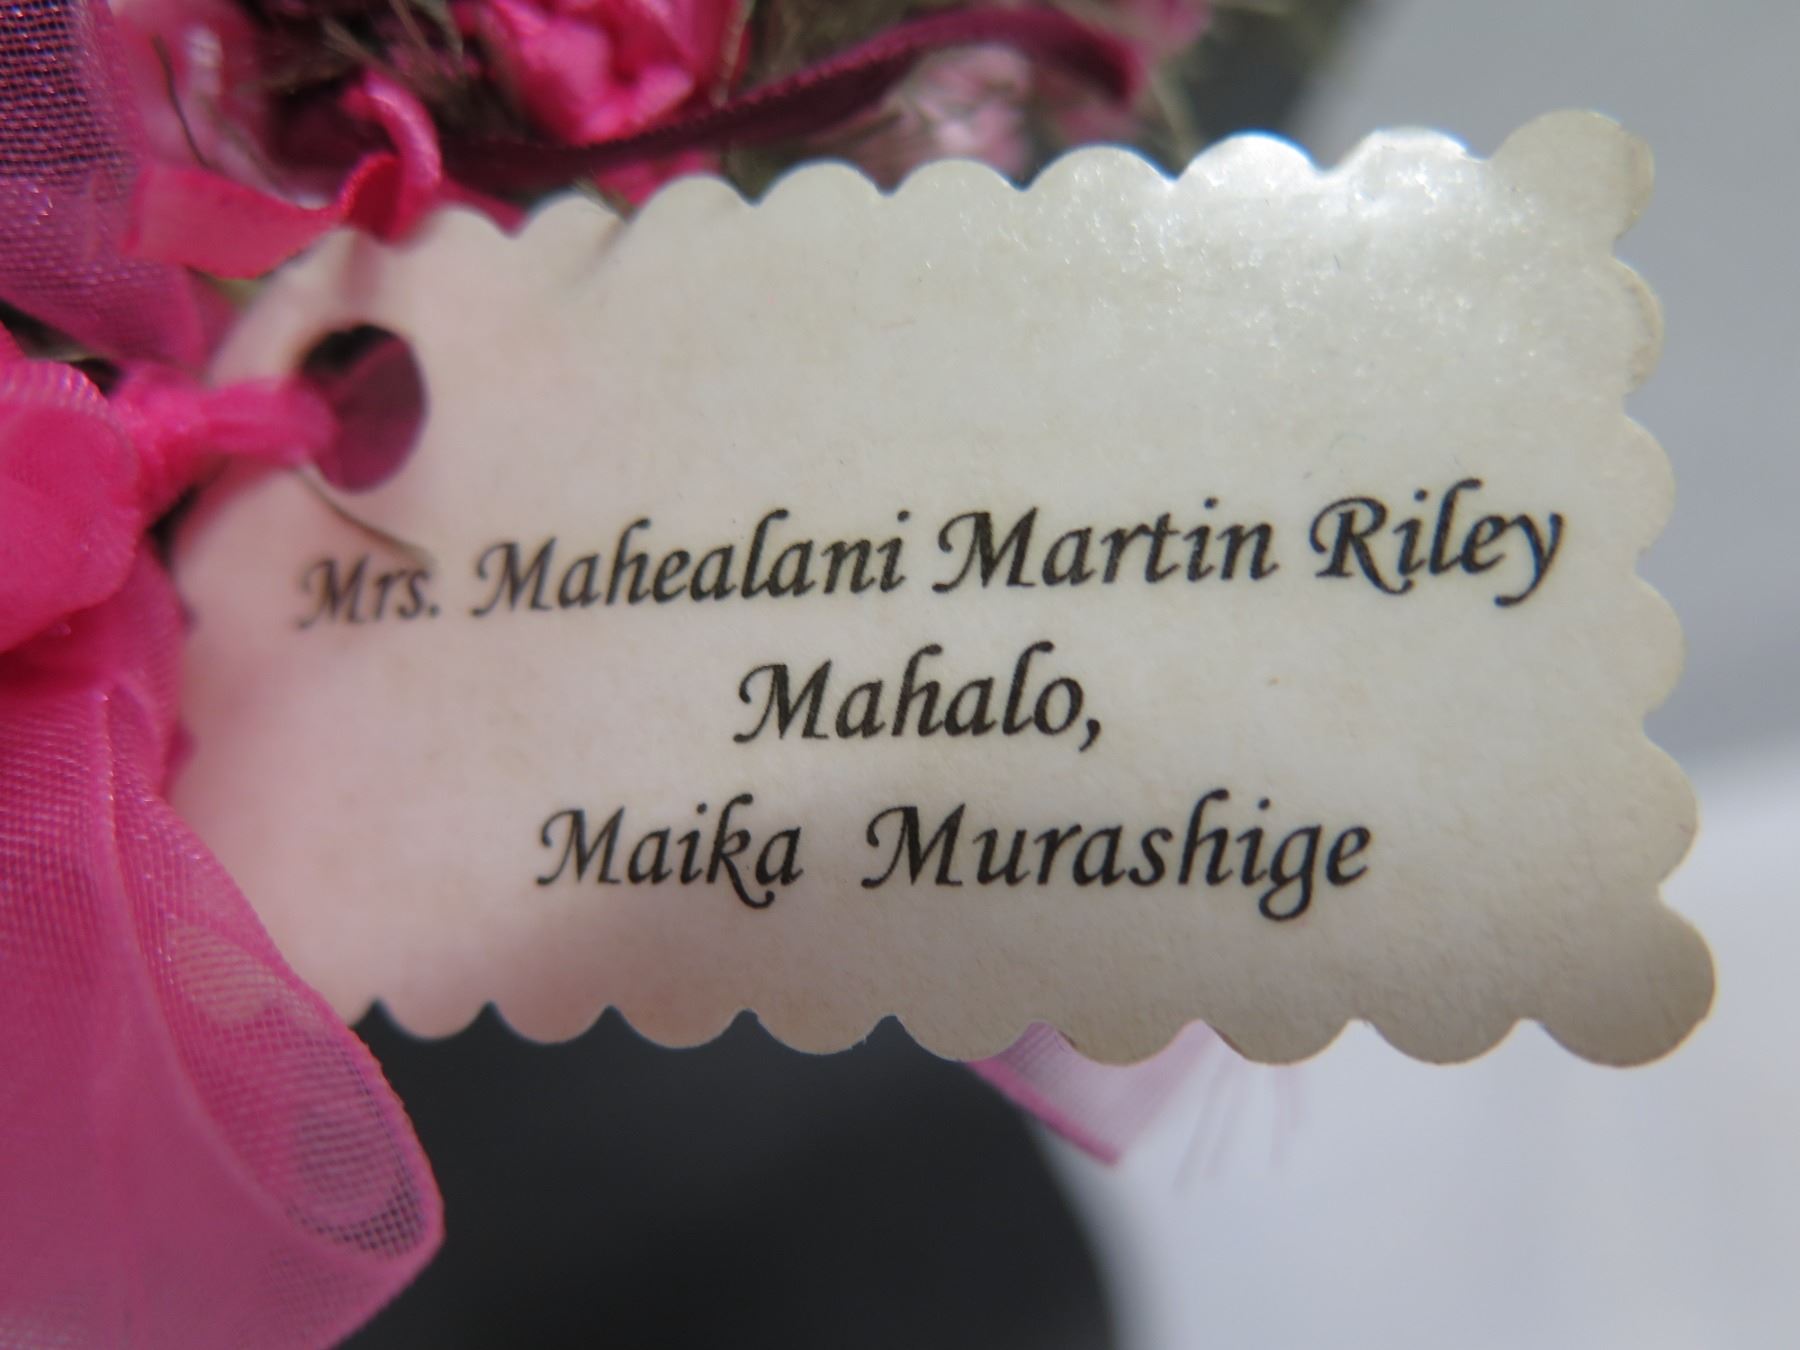 Mrs. Mahealani Martin Riley
Mahalo,
Maika Murashige